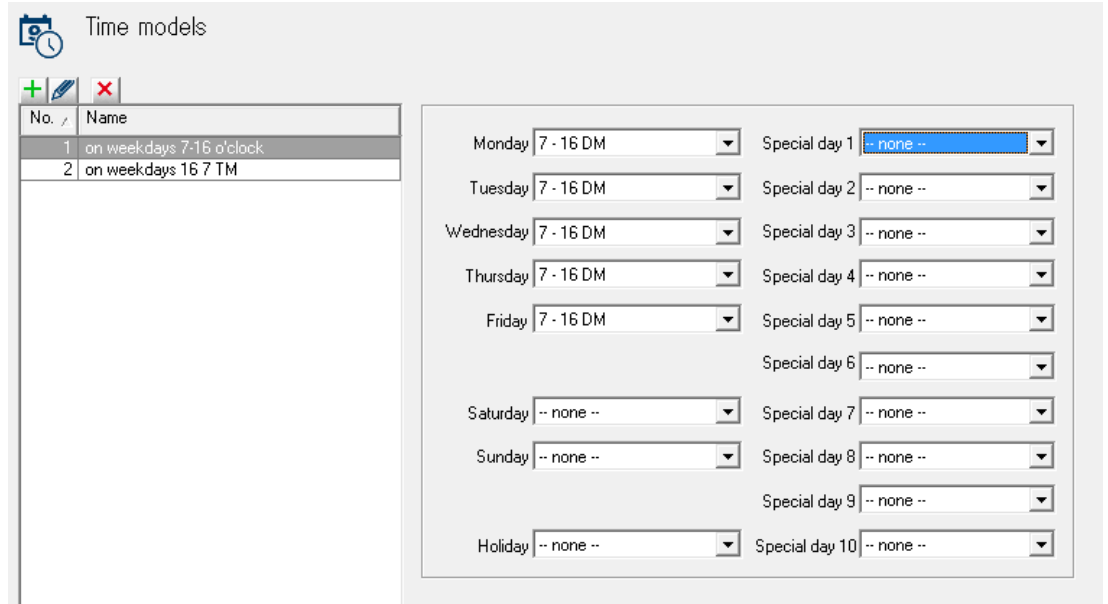 Time models
No. Name
1 on weekdays 7-16 o'clock
2 on weekdays 16 7 TM
Monday 7 - 16 DM Special day 1 -- none --
Tuesday 7 - 16 DM Special day 2 -- none --
Wednesday 7 - 16 DM Special day 3 -- none --
Thursday 7 - 16 DM Special day 4 -- none --
Friday 7 - 16 DM Special day 5 -- none --
Special day 6 -- none --
Saturday -- none -- Special day 7 -- none --
Sunday -- none -- Special day 8 -- none --
Special day 9 -- none --
Holiday -- none -- Special day 10 -- none --